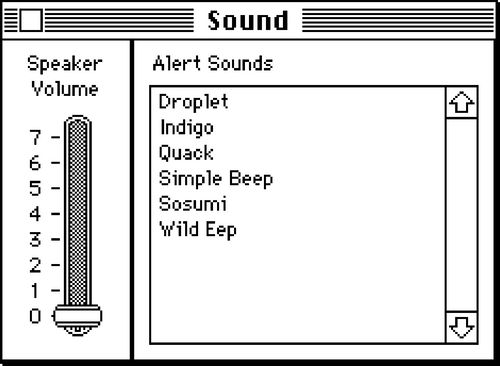 Sound
Speaker
Volume
7
6
5
4
3
2
1
0
Alert Sounds
Droplet
Indigo
Quack
Simple Beep
Sosumi
Wild Eep